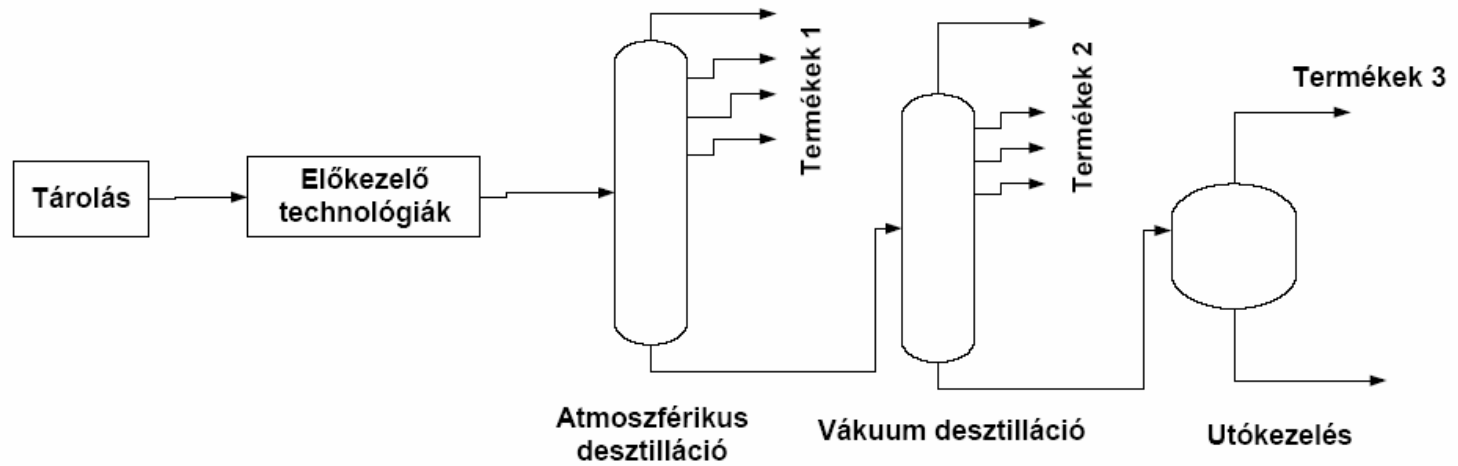 Tárolás
Előkezelő
technológiák
Termékek 1
Atmoszférikus
desztilláció
Termékek 2
Vákuum desztilláció
Termékek 3
Utókezelés